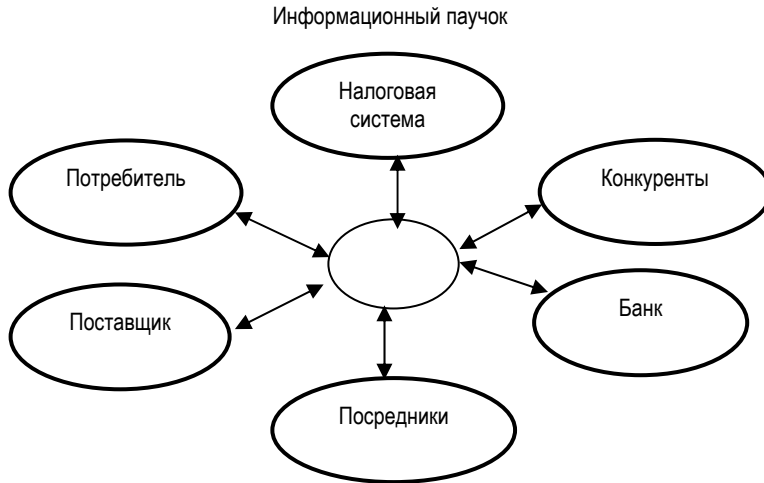 Информационный паучок
Налоговая
система
Потребитель
Конкуренты
Поставщик
Банк
Посредники